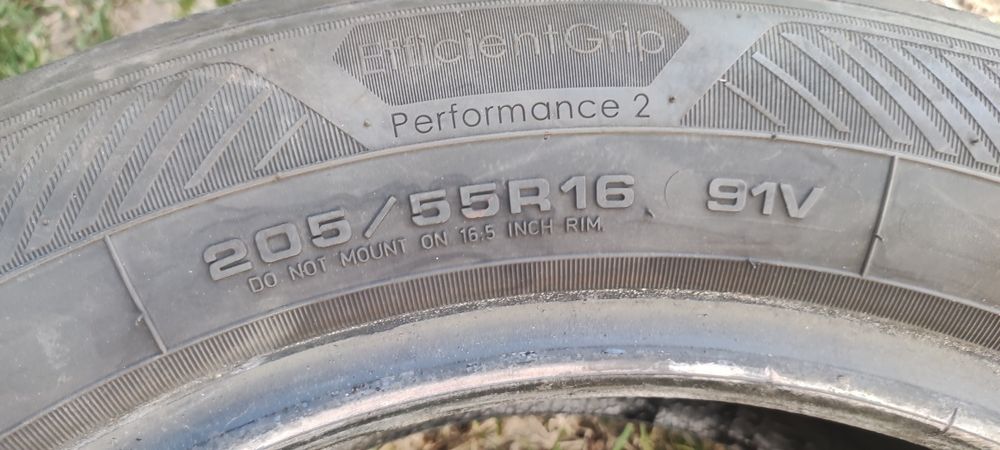 EfficientGrip
Performance 2
205/55R16 91V
DO NOT MOUNT ON 16.5 INCH RIM.